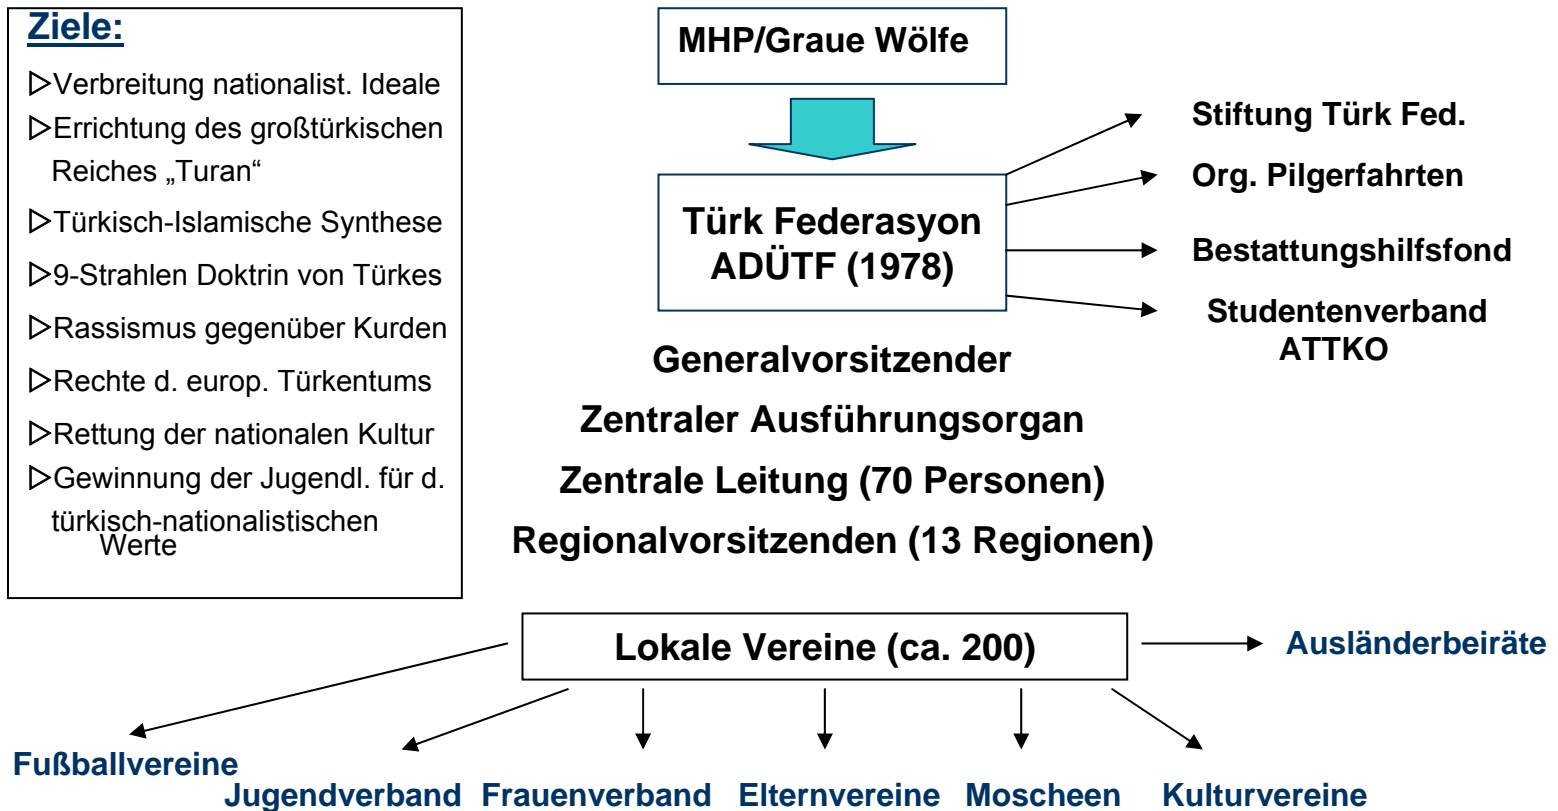 Ziele:
▷Verbreitung nationalist. Ideale
▷Errichtung des großtürkischen
Reiches „Turan“
▷Türkisch-Islamische Synthese
▷9-Strahlen Doktrin von Türkes
▷Rassismus gegenüber Kurden
▷Rechte d. europ. Türkentums
▷Rettung der nationalen Kultur
▷Gewinnung der Jugendl. für d.
türkisch-nationalistischen
Werte
MHP/Graue Wölfe
Türk Federasyon
ADÜTF (1978)
Stiftung Türk Fed.
Org. Pilgerfahrten
Bestattungshilfsfond
Studentenverband
ATTKO
Generalvorsitzender
Zentraler Ausführungsorgan
Zentrale Leitung (70 Personen)
Regionalvorsitzenden (13 Regionen)
Lokale Vereine (ca. 200)
Ausländerbeiräte
Fußballvereine
Jugendverband
Frauenverband
Elternvereine
Moscheen
Kulturvereine